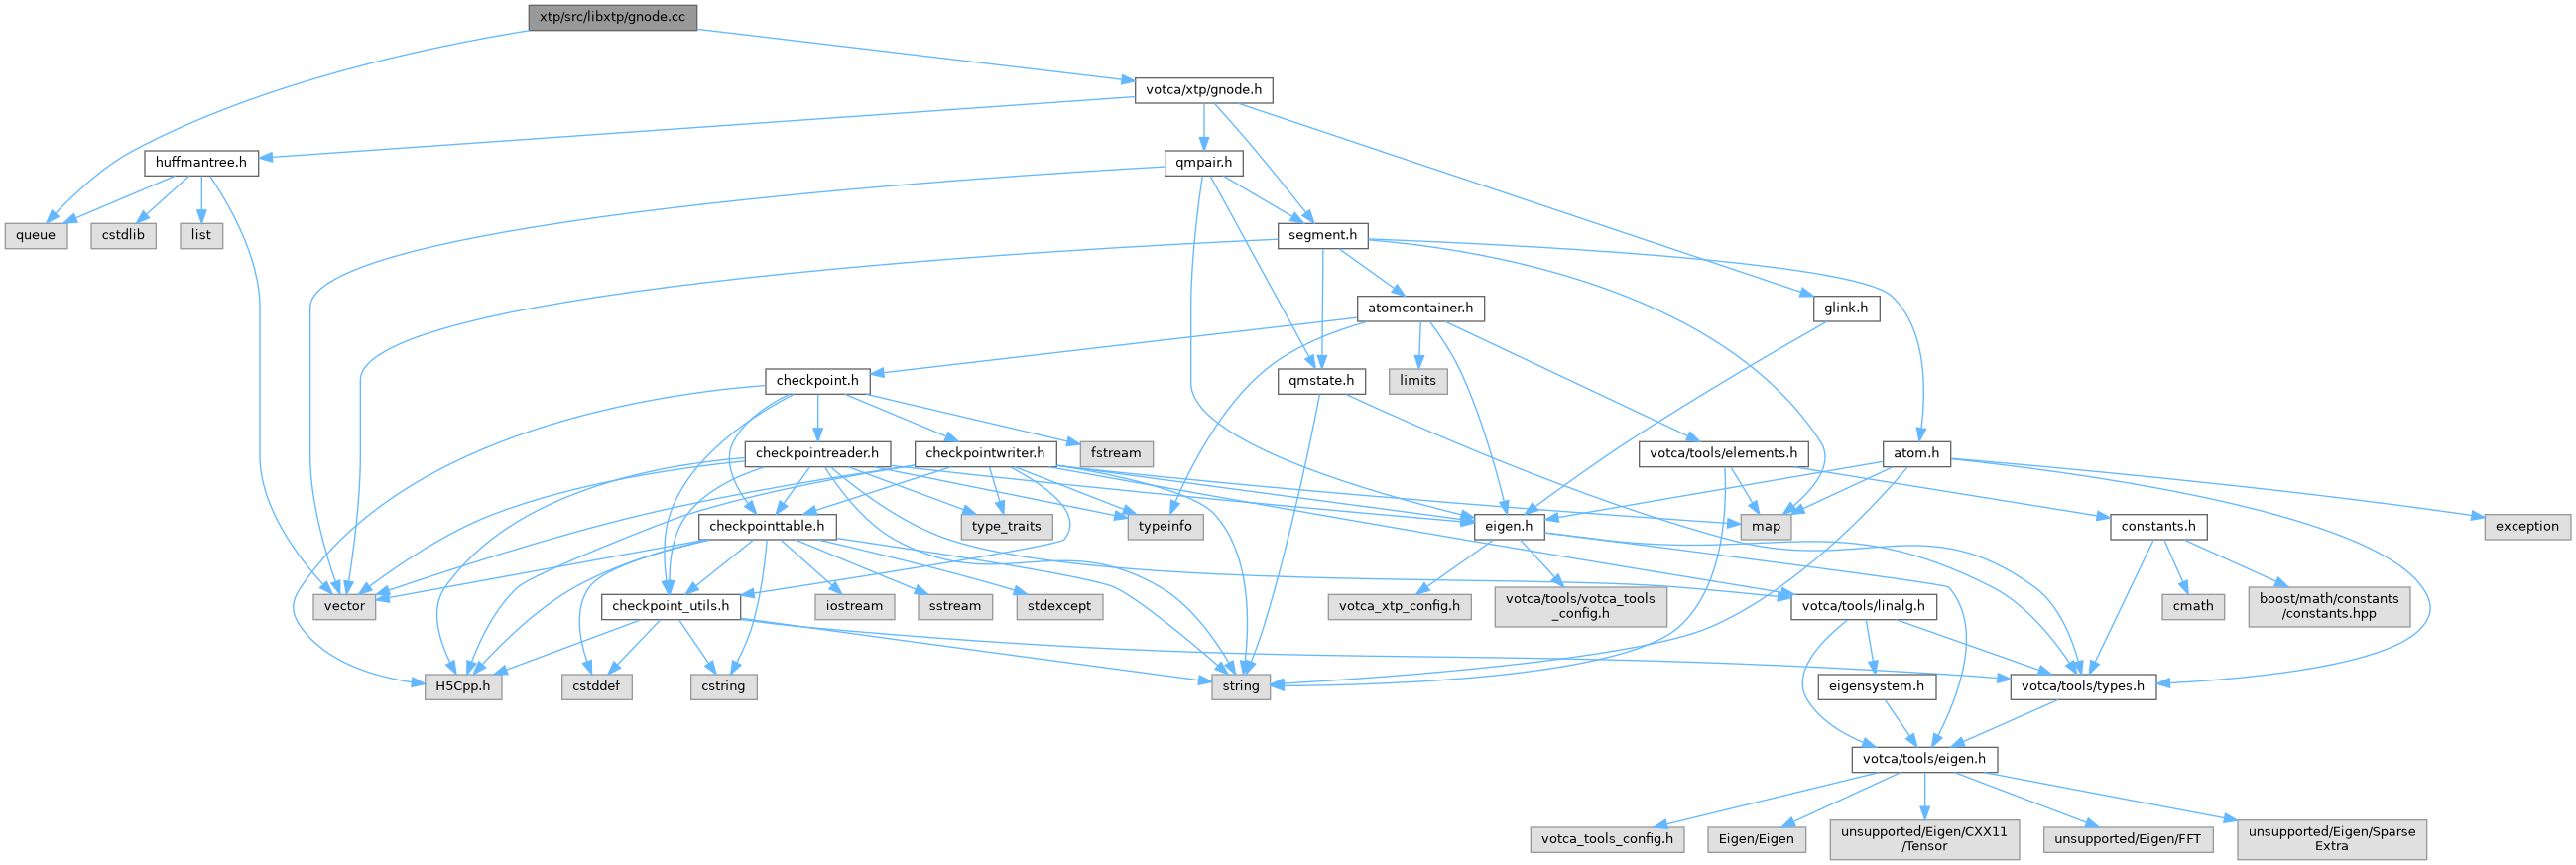 xtp/src/libxtp/gnode.cc
votca/xtp/gnode.h
huffmantree.h
qmpair.h
queue
cstdlib
list
segment.h
atomcontainer.h
glink.h
checkpoint.h
qmstate.h
limits
checkpointreader.h
checkpointwriter.h
fstream
votca/tools/elements.h
atom.h
checkpointtable.h
type_traits
typeinfo
eigen.h
map
constants.h
exception
vector
checkpoint_utils.h
iostream
sstream
stdexcept
votca_xtp_config.h
votca/tools/votca_tools
_config.h
votca/tools/linalg.h
cmath
boost/math/constants
/constants.hpp
H5Cpp.h
cstddef
cstring
string
eigensystem.h
votca/tools/types.h
votca/tools/eigen.h
votca_tools_config.h
Eigen/Eigen
unsupported/Eigen/CXX11
/Tensor
unsupported/Eigen/FFT
unsupported/Eigen/Sparse
Extra